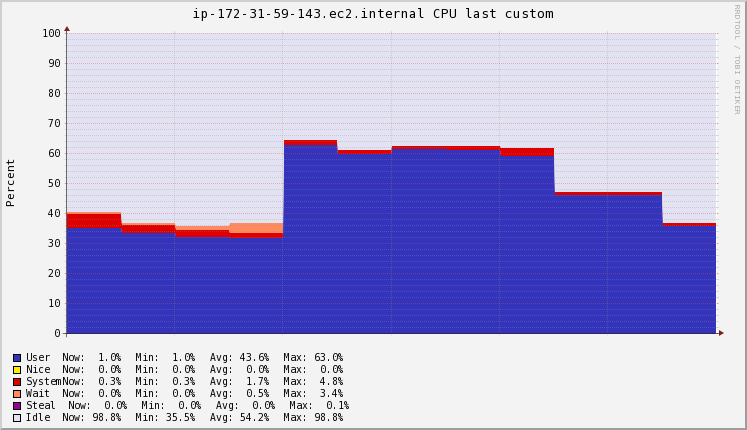 ip-172-31-59-143.ec2.internal CPU last custom
RRDTOOL / TOBI OETIKER
Percent
100
90
80
70
60
50
40
30
20
10
0
User Now: 1.0% Min: 1.0% Avg: 43.6% Max: 63.0%
Nice Now: 0.0% Min: 0.0% Avg: 0.0% Max: 0.0%
System Now: 0.3% Min: 0.3% Avg: 1.7% Max: 4.8%
Wait Now: 0.0% Min: 0.0% Avg: 0.5% Max: 3.4%
Steal Now: 0.0% Min: 0.0% Avg: 0.0% Max: 0.1%
Idle Now: 98.8% Min: 35.5% Avg: 54.2% Max: 98.8%